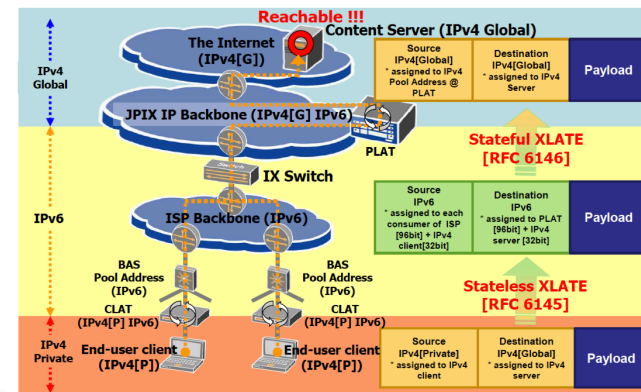 Reachable !!!
Content Server (IPv4 Global)
The Internet
(IPv4[G])
IPv4
Global
Source
IPv4[Global]
* assigned to IPv4
Pool Address @
PLAT
Destination
IPv4[Global]
* assigned to IPv4
Server
Payload
JPIX IP Backbone (IPv4[G] IPv6)
PLAT
Stateful XLATE
[RFC 6146]
Switch
IX Switch
IPv6
ISP Backbone (IPv6)
Source
IPv6
* assigned to each
consumer of ISP
[96bit] + IPv4
client[32bit]
Destination
IPv6
* assigned to PLAT
[96bit] + IPv4
server [32bit]
Payload
BAS
Pool Address
(IPv6)
BAS
Pool Address
(IPv6)
Stateless XLATE
[RFC 6145]
CLAT
(IPv4[P] IPv6)
CLAT
(IPv4[P] IPv6)
IPv4
Private
End-user client
(IPv4[P])
End-user client
(IPv4[P])
Source
IPv4[Private]
* assigned to IPv4
client
Destination
IPv4[Global]
* assigned to IPv4
server
Payload